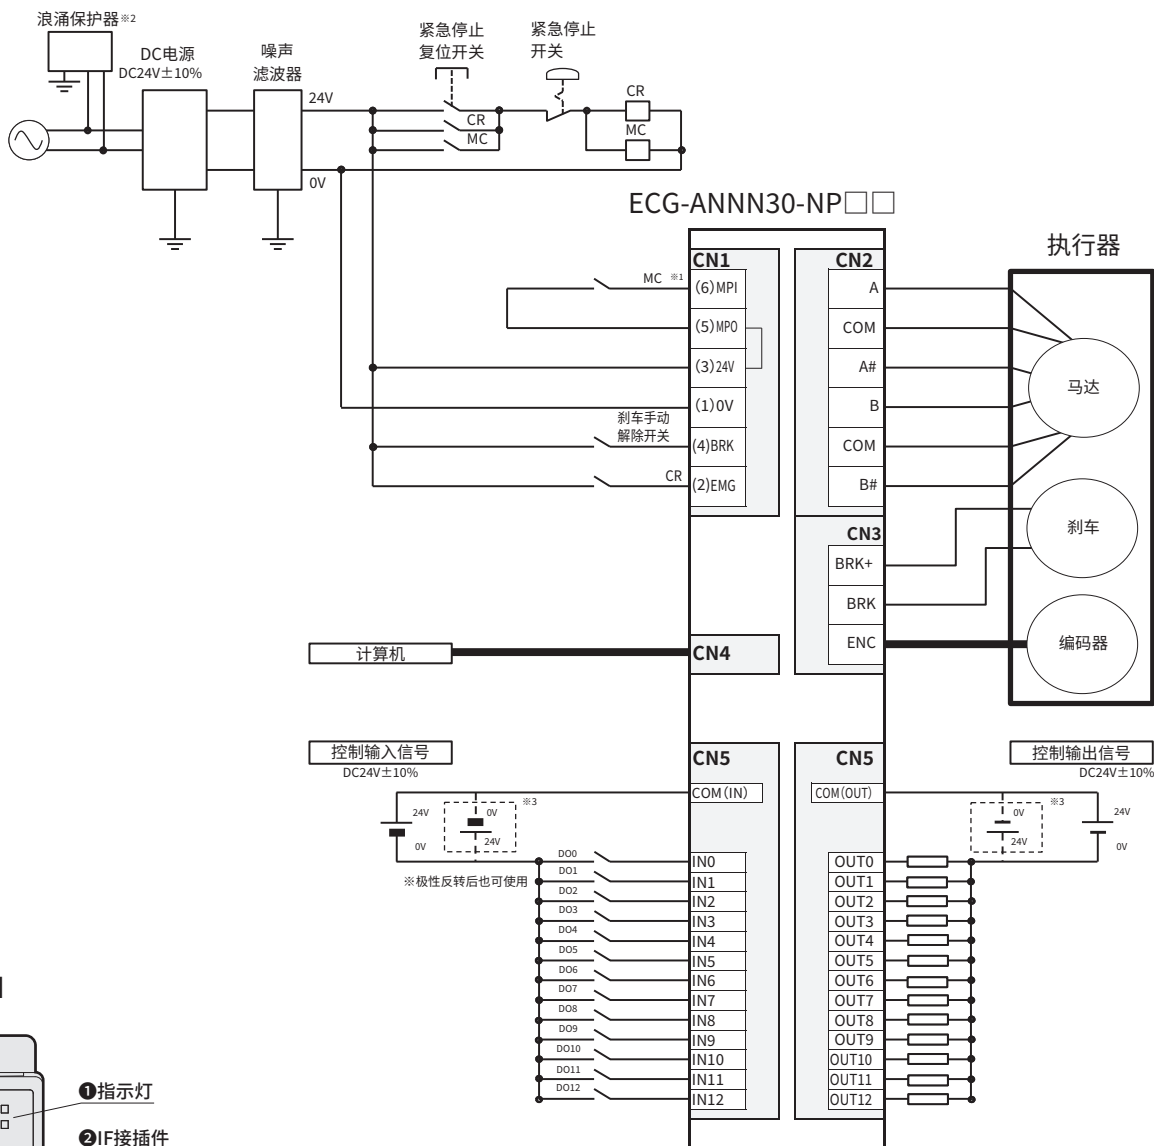 浪涌保护器※2
DC电源
DC24V±10%
噪声
滤波器
24V
0V
紧急停止
复位开关
紧急停止
开关
CR
MC
CR
MC
ECG-ANNN30-NP□□
执行器
CN1
MC ※1
(6)MPI
(5)MPO
(3)24V
(1)0V
刹车手动
解除开关
(4)BRK
CR
(2)EMG
CN2
A
COM
A#
B
COM
B#
马达
CN3
BRK+
BRK
ENC
刹车
编码器
计算机
CN4
控制输入信号
DC24V±10%
CN5
COM(IN)
24V
0V
0V
24V
※3
※极性反转后也可使用
DO0
IN0
DO1
IN1
DO2
IN2
DO3
IN3
DO4
IN4
DO5
IN5
DO6
IN6
DO7
IN7
DO8
IN8
DO9
IN9
DO10
IN10
DO11
IN11
DO12
IN12
CN5
控制输出信号
DC24V±10%
COM(OUT)
0V
24V
※3
24V
0V
OUT0
OUT1
OUT2
OUT3
OUT4
OUT5
OUT6
OUT7
OUT8
OUT9
OUT10
OUT11
OUT12
❶指示灯
❷IF接插件